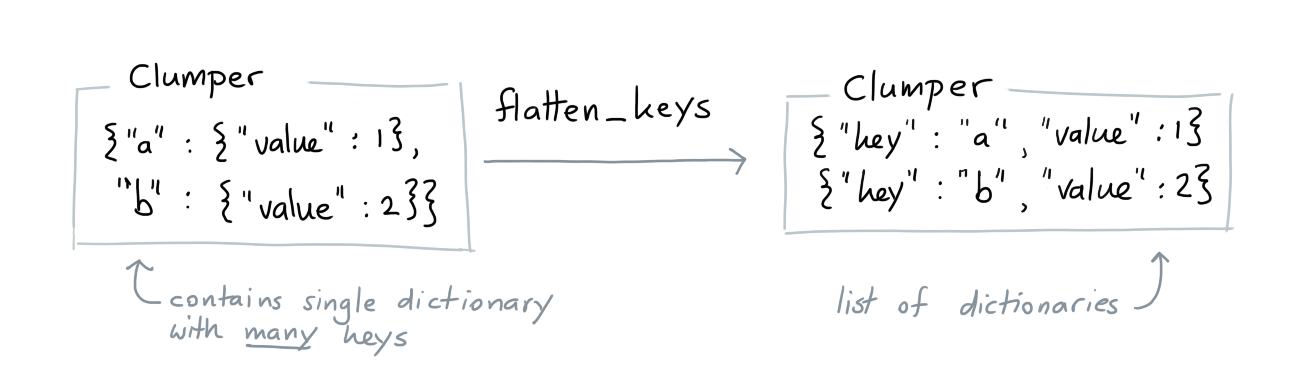 Clumper
{"a" : {"value" : 1},
"b" : {"value" : 2}}
contains single dictionary
with many keys
flatten_keys
Clumper
{"key" : "a", "value" : 1}
{"key" : "b", "value" : 2}
list of dictionaries